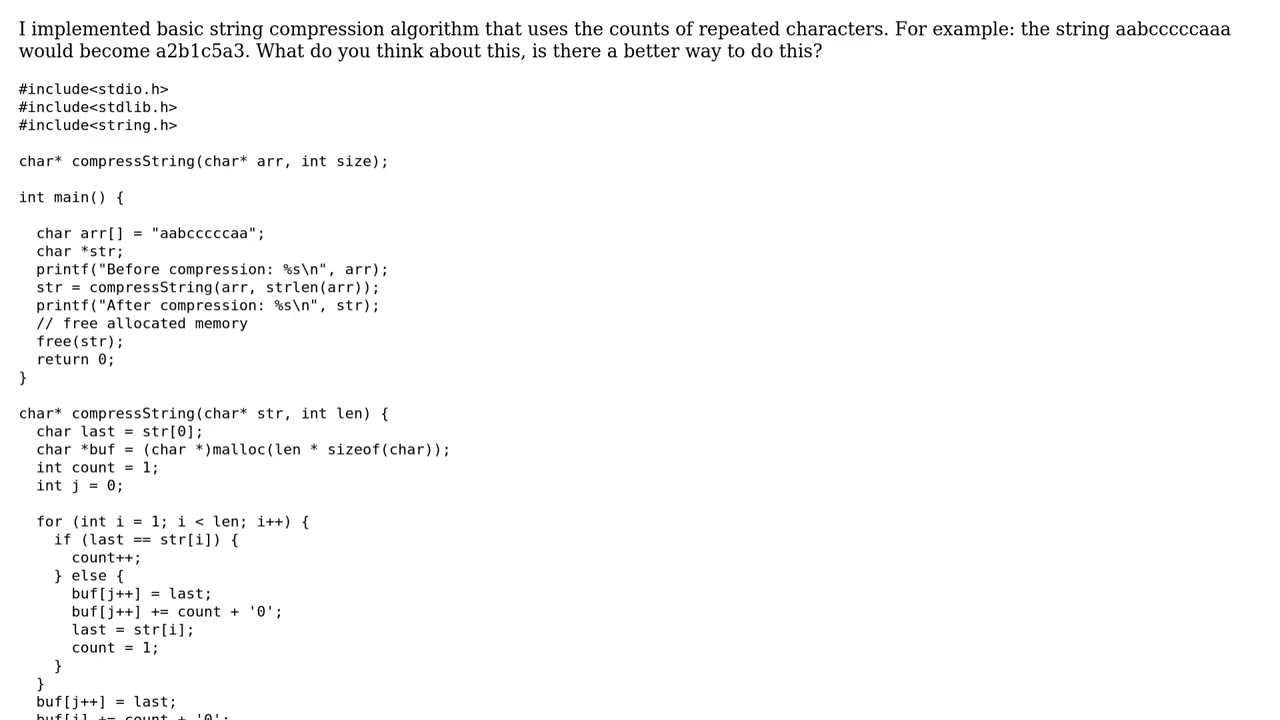 I implemented basic string compression algorithm that uses the counts of repeated characters. For example: the string aabcccccaaa
would become a2b1c5a3. What do you think about this, is there a better way to do this?
#include<stdio.h>
#include<stdlib.h>
#include<string.h>
char* compressString(char* arr, int size);
int main() {
char arr[] = "aabcccccaa";
char *str;
printf("Before compression: %s\n", arr);
str = compressString(arr, strlen(arr));
printf("After compression: %s\n", str);
// free allocated memory
free(str);
return 0;
}
char* compressString(char* str, int len) {
char last = str[0];
char *buf = (char *)malloc(len * sizeof(char));
int count = 1;
int j = 0;
for (int i = 1; i < len; i++) {
if (last == str[i]) {
count++;
} else {
buf[j++] = last;
buf[j++] += count + '0';
last = str[i];
count = 1;
}
}
buf[j++] = last;
buf[j] += count + '0';